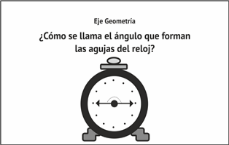 Eje Geometría
¿Cómo se llama el ángulo que forman
las agujas del reloj?